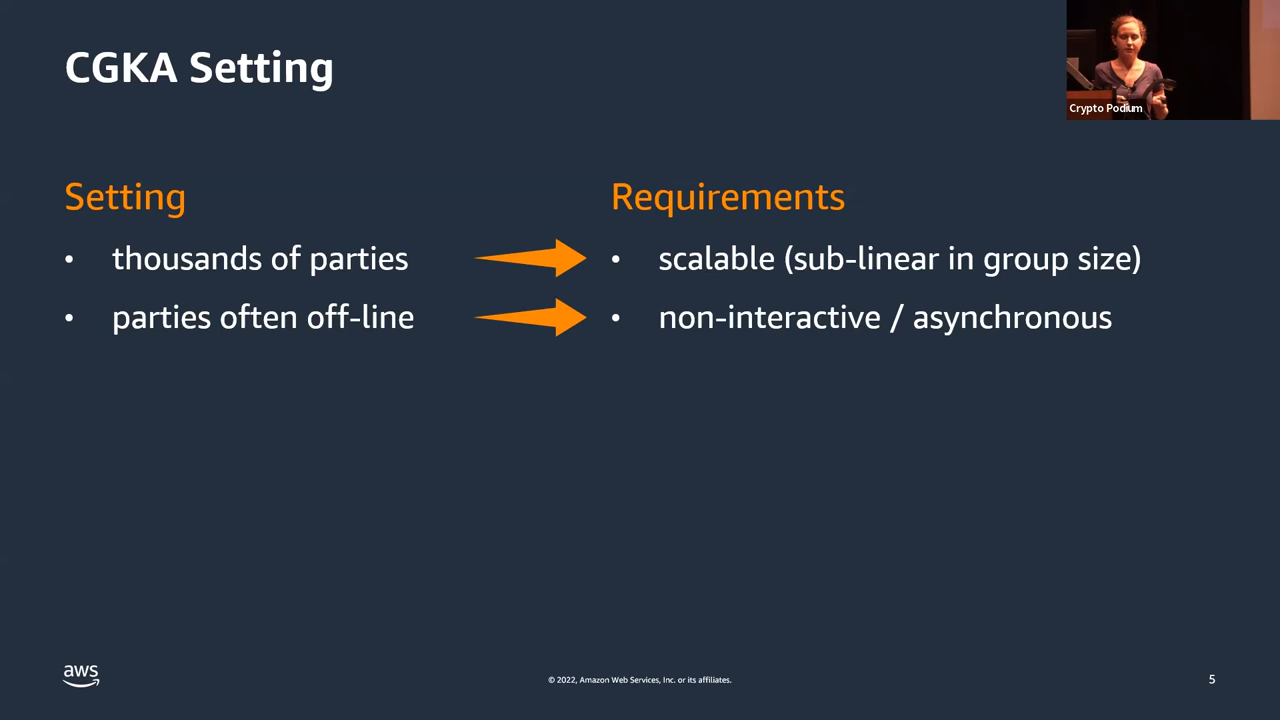 CGKA Setting
Crypto Podium
Setting
• thousands of parties
• parties often off-line
Requirements
• scalable (sub-linear in group size)
• non-interactive / asynchronous
aws
© 2022, Amazon Web Services, Inc. or its affiliates.
5